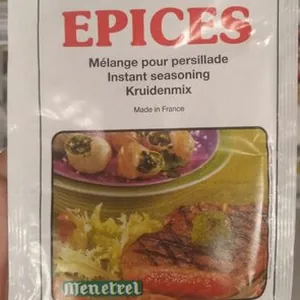 EPICES
Mélange pour persillade
Instant seasoning
Kruidenmix
Made in France
Menetrel